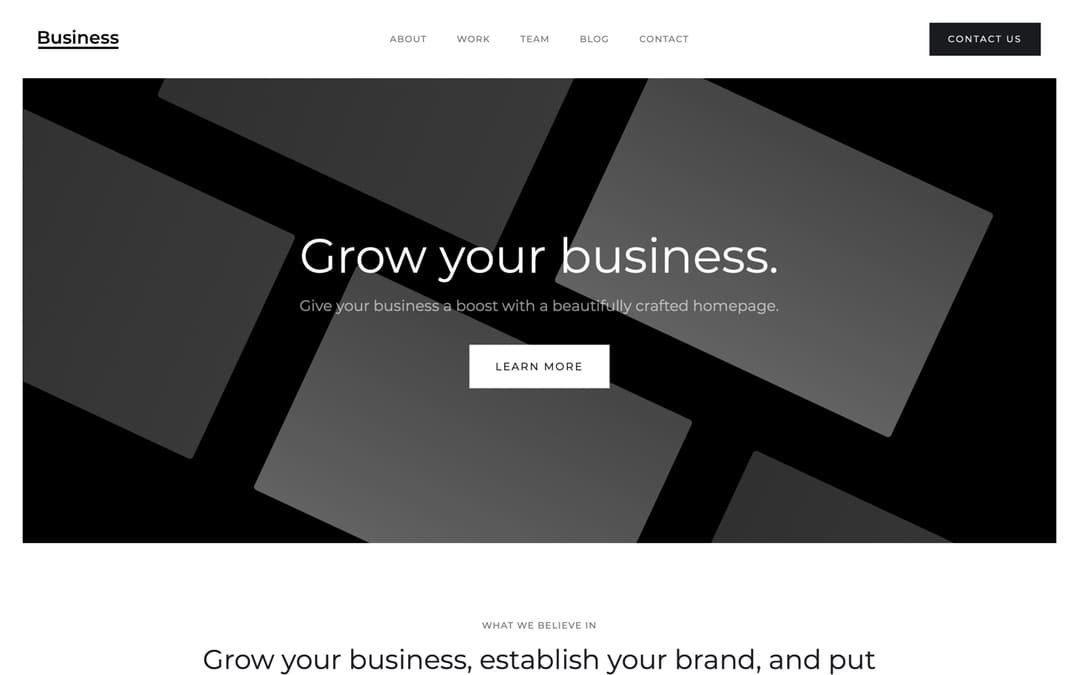 Business
ABOUT WORK TEAM BLOG CONTACT
CONTACT US
Grow your business.
Give your business a boost with a beautifully crafted homepage.
LEARN MORE
WHAT WE BELIEVE IN
Grow your business, establish your brand, and put